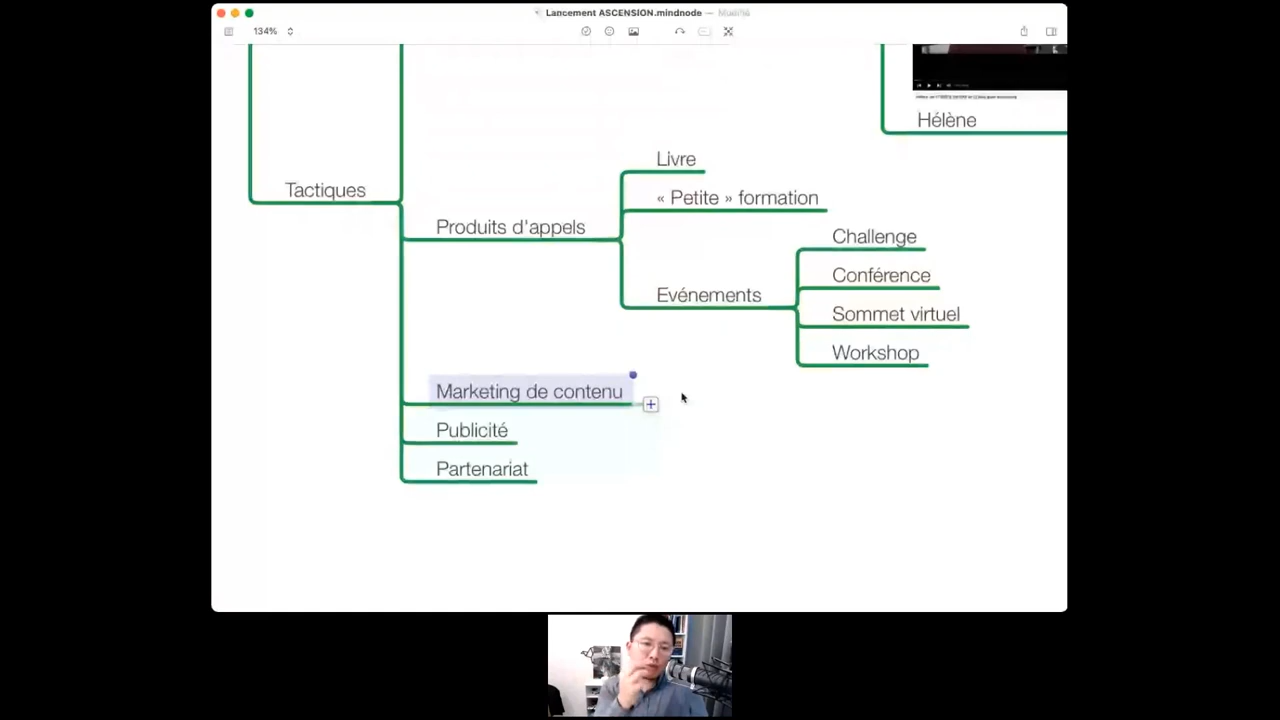 Lancement ASCENSION.mindnode — Modifié
134%
Hélène
Livre
Tactiques
« Petite » formation
Produits d'appels
Challenge
Conférence
Evénements
Sommet virtuel
Workshop
Marketing de contenu
Publicité
Partenariat